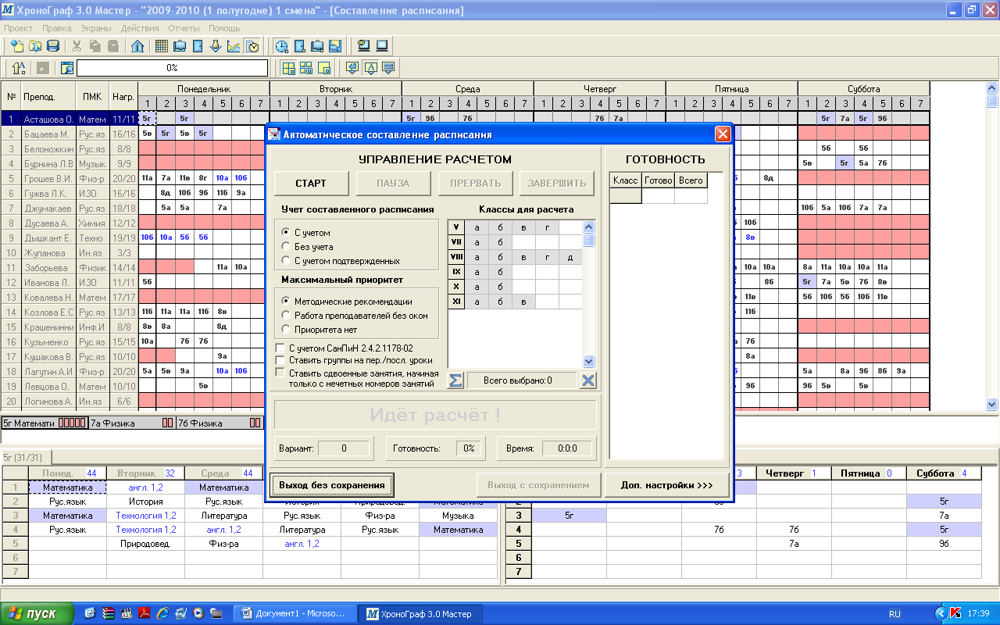 ХроноГраф 3.0 Мастер - "2009-2010 (1 полугодие) 1 смена" - [Составление расписания]
Проект Правка Экраны Действия Отчеты Помощь
0%
№ Препод. ПМК Нагр. Понедельник Вторник Среда Четверг Пятница Суббота
1 2 3 4 5 6 7 1 2 3 4 5 6 7 1 2 3 4 5 6 7 1 2 3 4 5 6 7 1 2 3 4 5 6 7 1 2 3 4 5 6 7
1 Асташова О. Матем 11/11 5г 5г 5г 9б 7б 7б 7а 5г 7а 5г 9б
2 Бацаева М. Рус.яз 16/16 5в 5г 5в 5г
3 Белоножкин Рус.яз 8/8 5б 5б
4 Бурнина Л.В Музык 9/9 5в 5г 5а 7б
5 Грошев В.И. Физ-р 20/20 11а 7а 11в 8г 10а 10б 8д
6 Гужва Л.К. ИЗО 16/16 8д 10б 9б 11б 9а
7 Джумакаев Рус.яз 18/18 5а 5а 7а 10б 5а 10б 7а 7а
8 Дусаева А. Химия 12/12 10б
9 Дышкант Е. Техно 19/19 10б 10а 5б 5б 8в
10 Жупанова Ин.яз 3/3
11 Заборьева Физик 14/14 11а 10а 10а 10а 8а 11а 10а 11а 10а
12 Иванова Л. ИЗО 11/11 5б 8б 5г 7а 5в 7б 8в
13 Ковалева Н. Матем 17/17 11в 5б 10б 5б 10б 11в
14 Козлова Е.С Рус.яз 13/13 11б 11а 11а 11б 8в 11б
15 Крашенинни Инф.И 8/8 8в 8а 8д
16 Кузьменко Рус.яз 15/15 10а 7б 7б 7б
17 Кушакова В. Рус.яз 10/10 9а 8а
18 Лагутин А.И Физ-р 20/20 5а 5в 9а 10а 10б 5а 8а 9б 8б 9а
19 Левцова О. Матем 10/10 5в 9б 9б 5в 5в
20 Логинова А. Ин.яз 6/6
Автоматическое составление расписания
УПРАВЛЕНИЕ РАСЧЕТОМ
СТАРТ ПАУЗА ПРЕРВАТЬ ЗАВЕРШИТЬ
Учет составленного расписания
С учетом
Без учета
С учетом подтвержденных
Максимальный приоритет
Методические рекомендации
Работа преподавателей без окон
Приоритета нет
С учетом СанПиН 2.4.2.1178-02
Ставить группы на пер./посл. уроки
Ставить сдвоенные занятия, начиная
только с нечетных номеров занятий
Классы для расчета
V а б в г
VII а б
VIII а б в г д
IX а б
X а б
XI а б в
Всего выбрано: 0
ГОТОВНОСТЬ
Класс Готово Всего
Идёт расчёт !
Вариант: 0 Готовность: 0% Время: 0:0:0
Выход без сохранения Выход с сохранением Доп. настройки >>>
5г Математи 7а Физика 7б Физика
5г (31/31)
Понед. 44 Вторник 32 Среда 44 3 Четверг 1 Пятница 0 Суббота 4
1 Математика англ. 1,2 Математика
2 Рус.язык История Рус.язык 5г
3 Математика Технология 1,2 Литература Рус.язык Физ-ра Музыка 3 5г 7а
4 Рус.язык Технология 1,2 англ. 1,2 Литература Рус.язык Математика 4 7б 7б 5г
5 Природовед. Физ-ра англ. 1,2 5 7а 9б
6 6
7 7
пуск Документ1 - Microso... ХроноГраф 3.0 Мастер RU 17:39